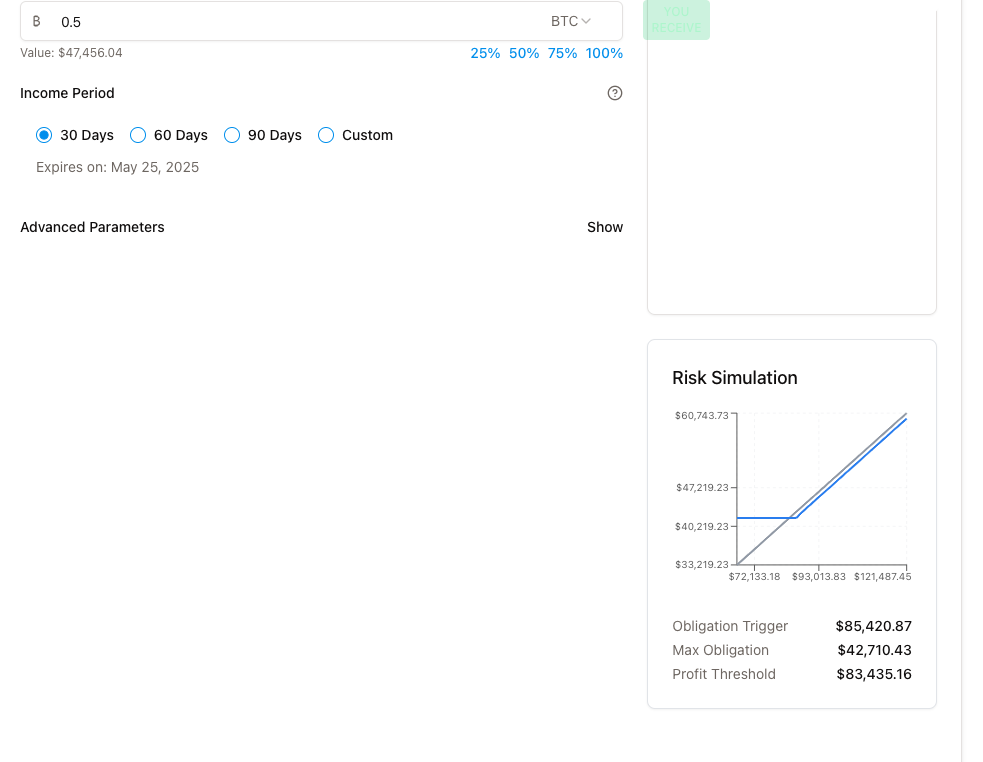 ฿ 0.5 BTC
Value: $47,456.04 25% 50% 75% 100%
Income Period
30 Days 60 Days 90 Days Custom
Expires on: May 25, 2025
Advanced Parameters Show
YOU
RECEIVE
Risk Simulation
$60,743.73
$47,219.23
$40,219.23
$33,219.23
$72,133.18 $93,013.83 $121,487.45
Obligation Trigger $85,420.87
Max Obligation $42,710.43
Profit Threshold $83,435.16